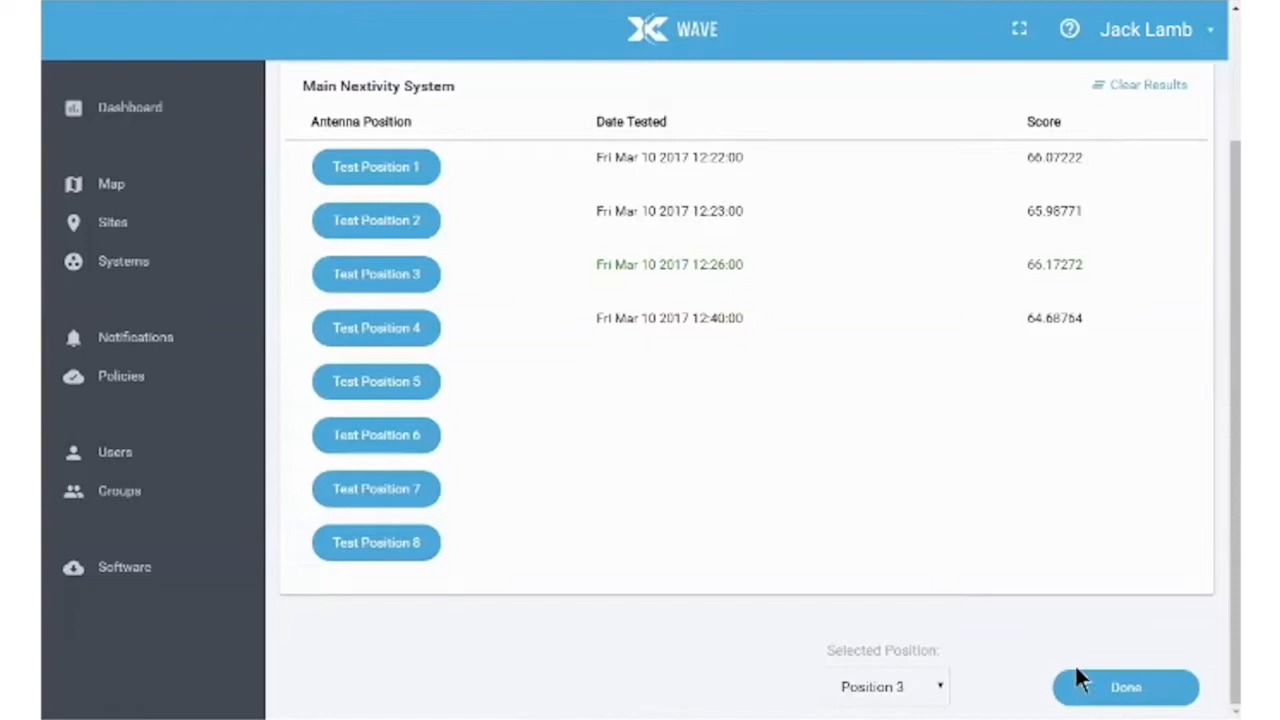 WAVE
Jack Lamb
Dashboard
Map
Sites
Systems
Notifications
Policies
Users
Groups
Software
Main Nextivity System
Clear Results
Antenna Position Date Tested Score
Test Position 1 Fri Mar 10 2017 12:22:00 66.07222
Test Position 2 Fri Mar 10 2017 12:23:00 65.98771
Test Position 3 Fri Mar 10 2017 12:26:00 66.17272
Test Position 4 Fri Mar 10 2017 12:40:00 64.68764
Test Position 5
Test Position 6
Test Position 7
Test Position 8
Selected Position:
Position 3
Done